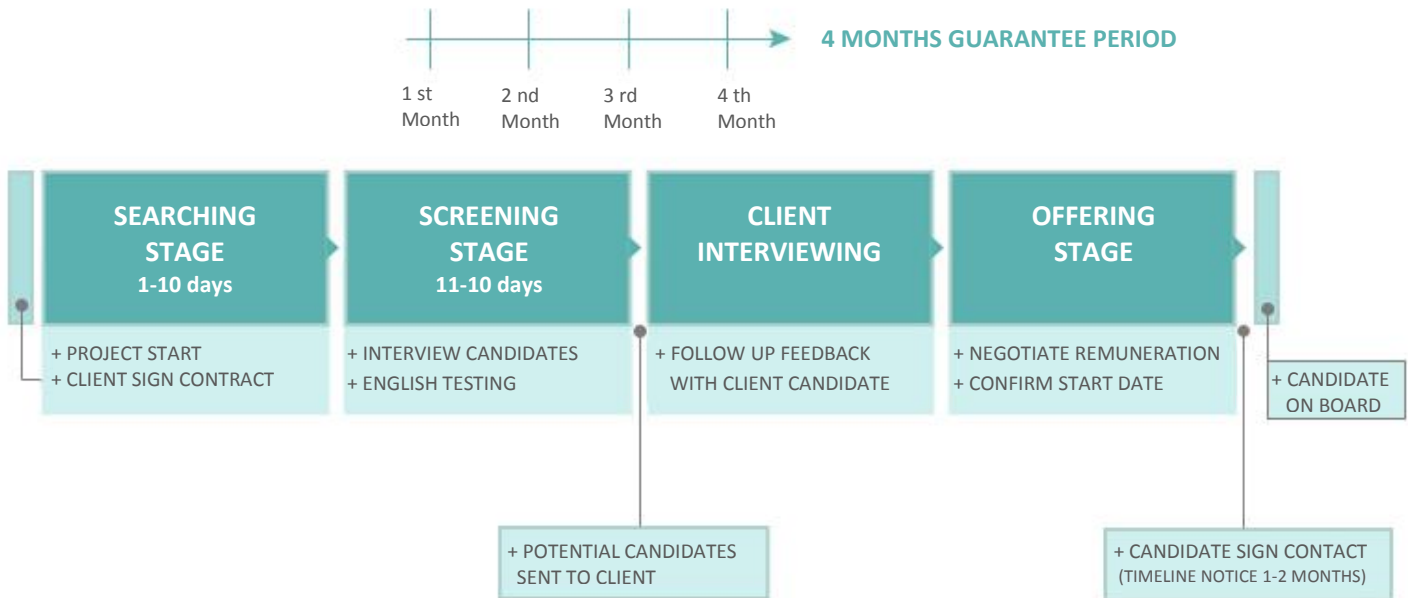 4 MONTHS GUARANTEE PERIOD
1 st
Month
2 nd
Month
3 rd
Month
4 th
Month
SEARCHING
STAGE
1-10 days
+ PROJECT START
+ CLIENT SIGN CONTRACT
SCREENING
STAGE
11-10 days
+ INTERVIEW CANDIDATES
+ ENGLISH TESTING
+ POTENTIAL CANDIDATES
SENT TO CLIENT
CLIENT
INTERVIEWING
+ FOLLOW UP FEEDBACK
WITH CLIENT CANDIDATE
OFFERING
STAGE
+ NEGOTIATE REMUNERATION
+ CONFIRM START DATE
+ CANDIDATE SIGN CONTACT
(TIMELINE NOTICE 1-2 MONTHS)
+ CANDIDATE
ON BOARD